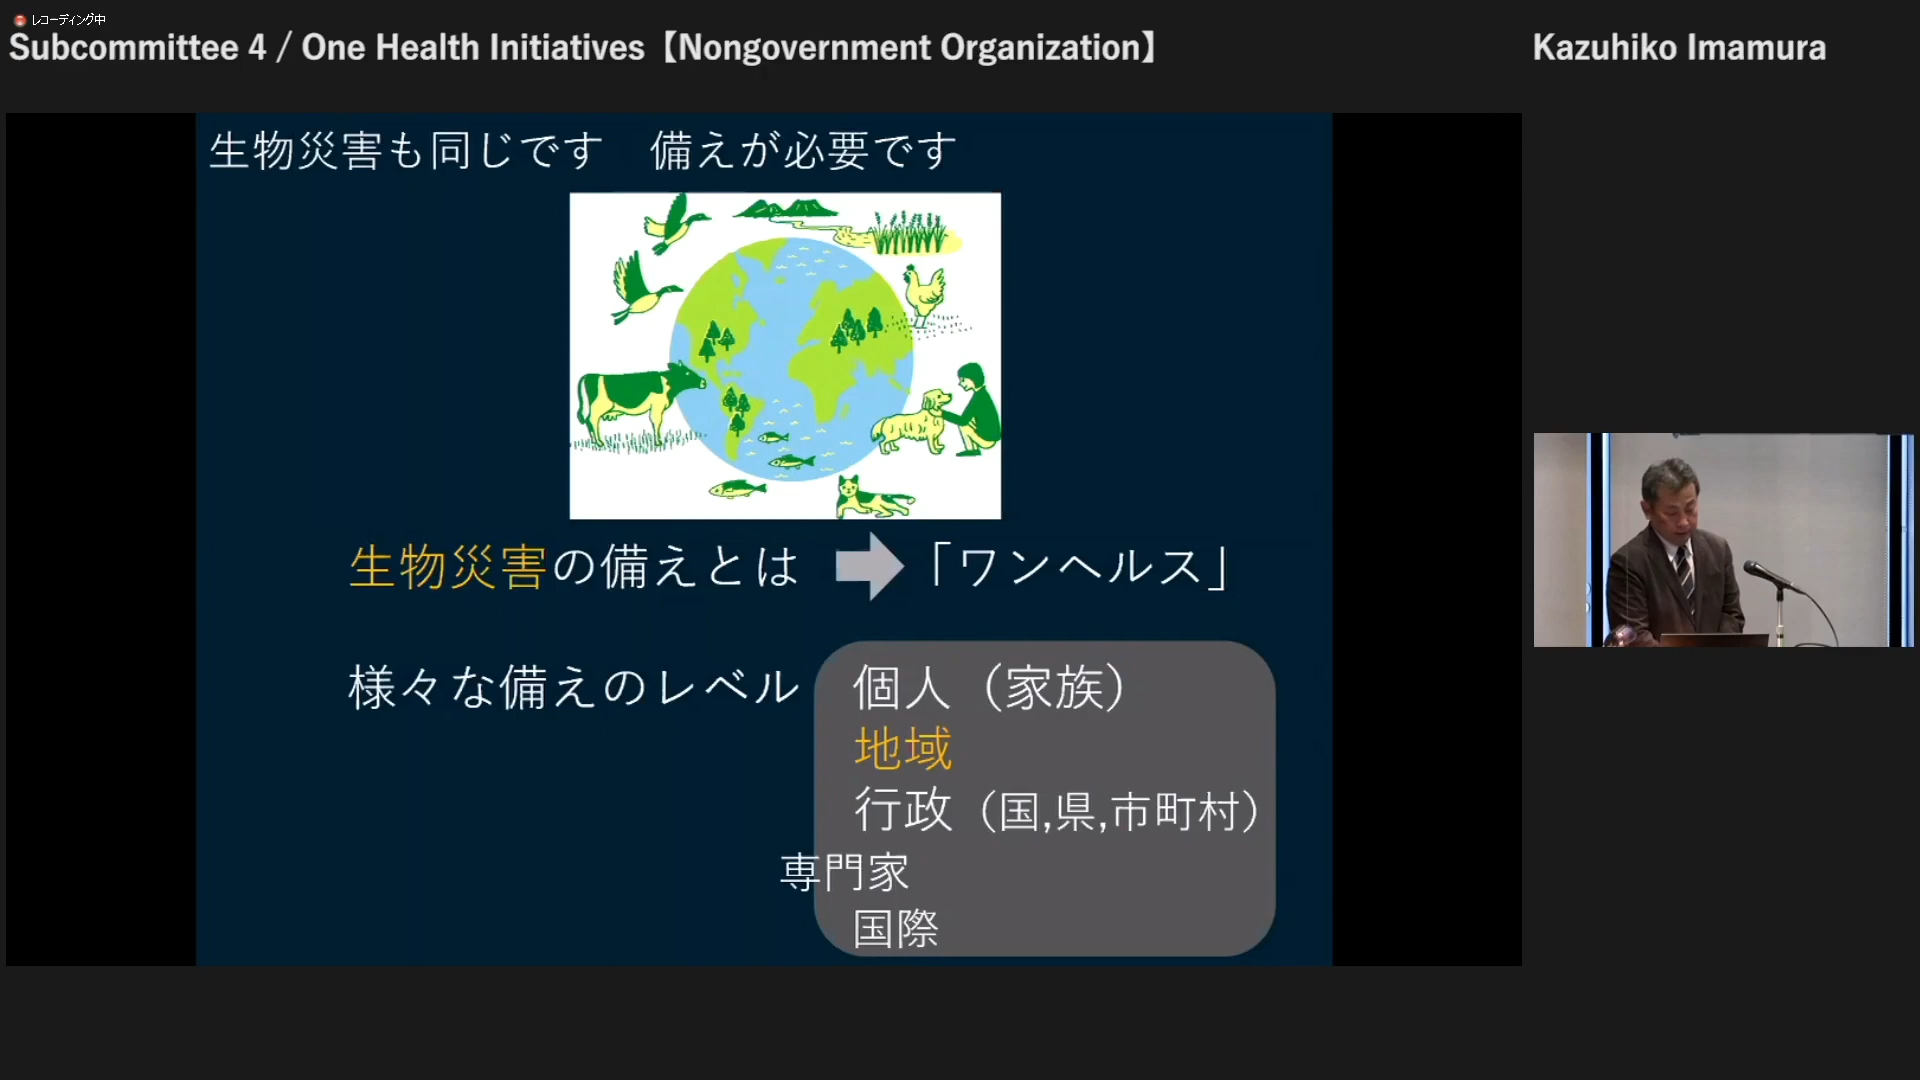 レコーディング中
Subcommittee 4 / One Health Initiatives【Nongovernment Organization】
Kazuhiko Imamura
生物災害も同じです　備えが必要です
生物災害の備えとは ➡「ワンヘルス」
様々な備えのレベル
個人（家族）
地域
行政（国,県,市町村）
専門家
国際